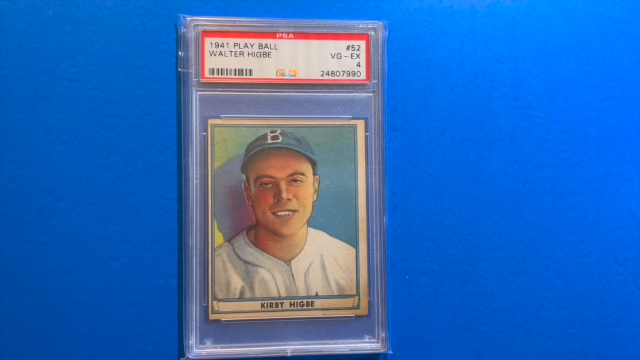 PSA
1941 PLAY BALL #52
WALTER HIGBE VG-EX
4
24807990
B
KIRBY HIGBE